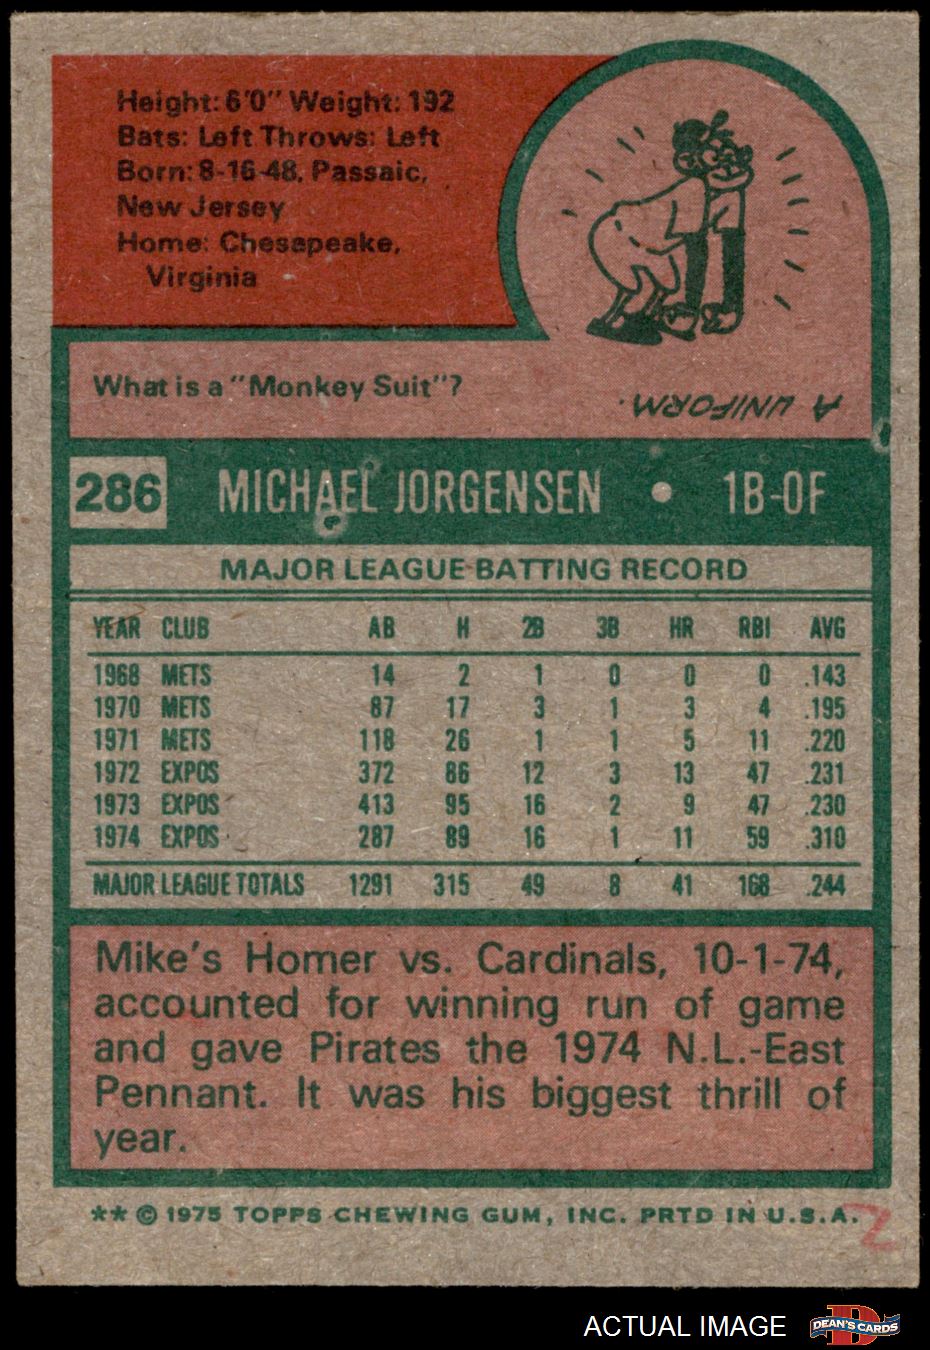 Height: 6'0" Weight: 192
Bats: Left Throws: Left
Born: 8-16-48, Passaic,
New Jersey
Home: Chesapeake,
Virginia
What is a "Monkey Suit"?
A UNIFORM.
286 MICHAEL JORGENSEN • 1B-OF
MAJOR LEAGUE BATTING RECORD
YEAR CLUB AB H 2B 3B HR RBI AVG
1968 METS 14 2 1 0 0 0 .143
1970 METS 87 17 3 1 3 4 .195
1971 METS 118 26 1 1 5 11 .220
1972 EXPOS 372 86 12 3 13 47 .231
1973 EXPOS 413 95 16 2 9 47 .230
1974 EXPOS 287 89 16 1 11 59 .310
MAJOR LEAGUE TOTALS 1291 315 49 8 41 168 .244
Mike's Homer vs. Cardinals, 10-1-74,
accounted for winning run of game
and gave Pirates the 1974 N.L.-East
Pennant. It was his biggest thrill of
year.
** © 1975 TOPPS CHEWING GUM, INC. PRTD IN U.S.A.
2
ACTUAL IMAGE
D
DEAN'S CARDS